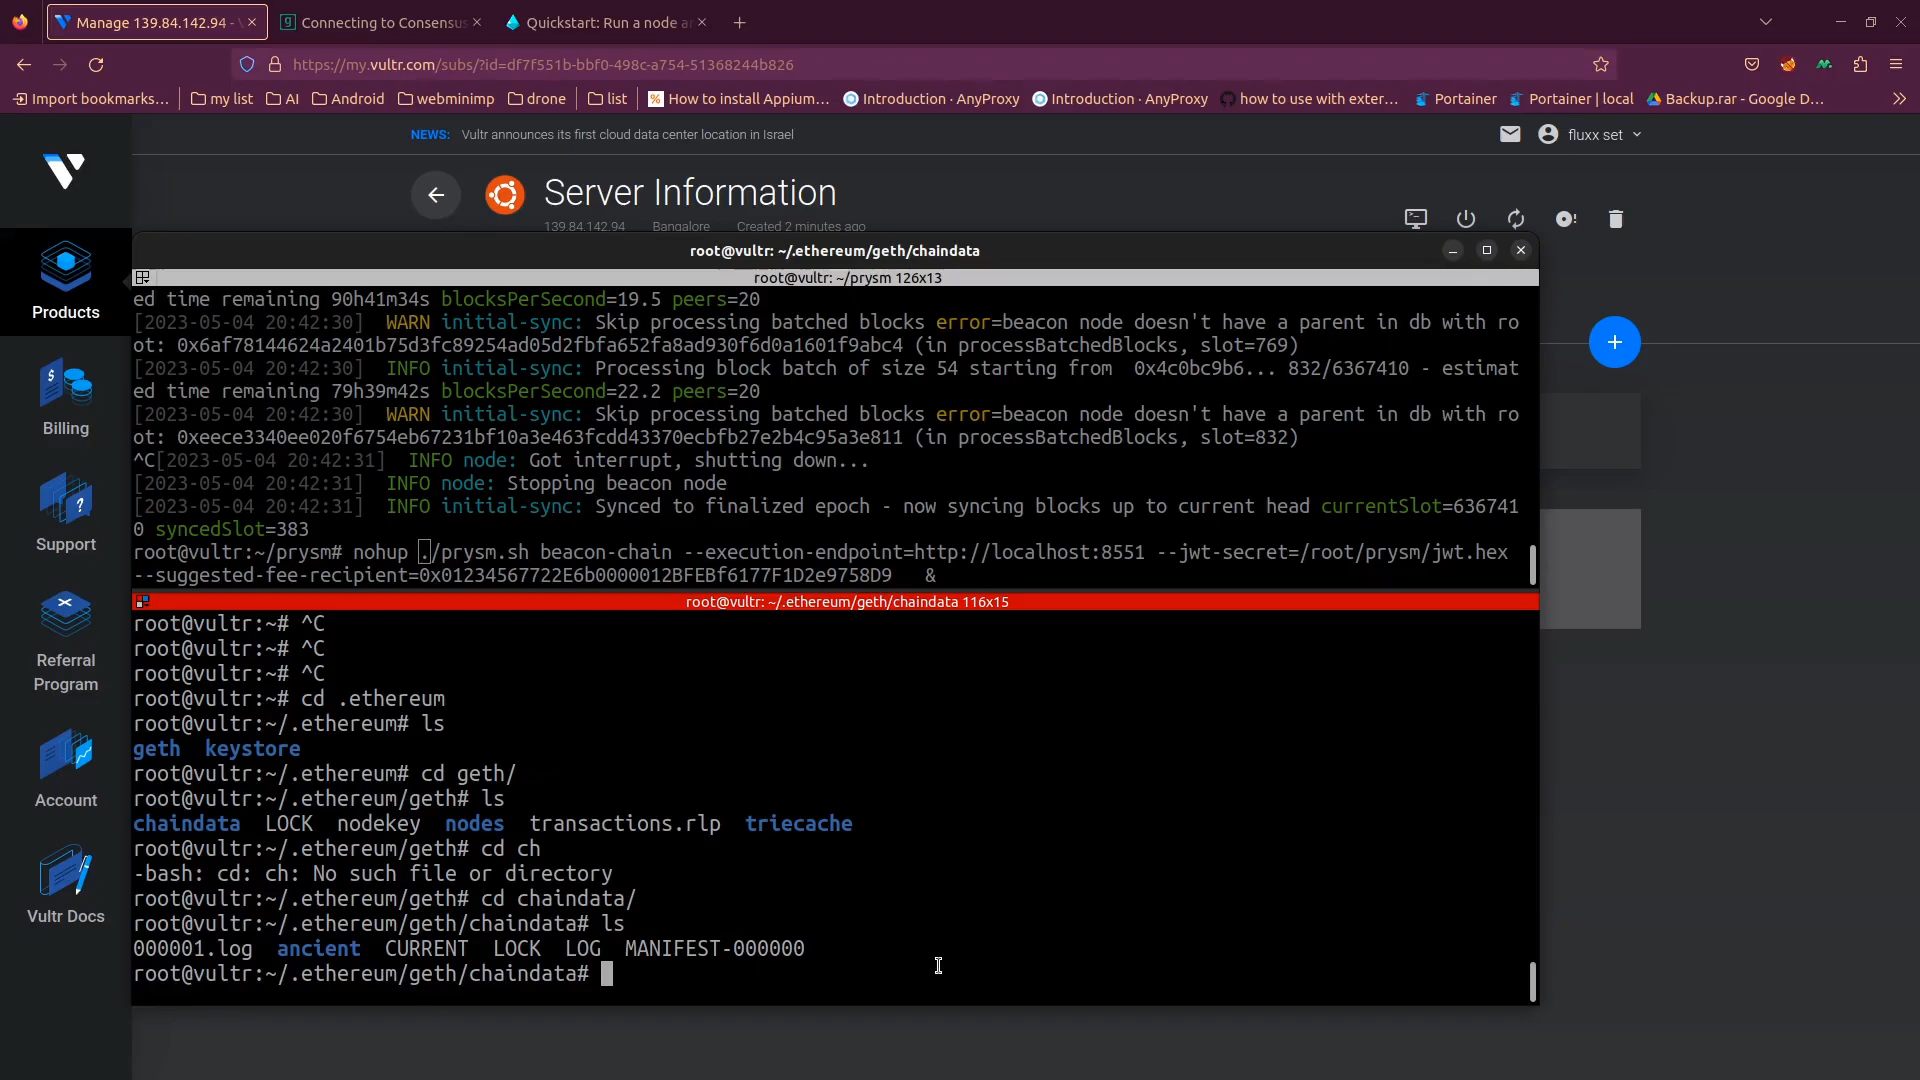 Manage 139.84.142.94 -
Connecting to Consensus
Quickstart: Run a node an
https://my.vultr.com/subs/?id=df7f551b-bbf0-498c-a754-51368244b826
Import bookmarks...
my list
AI
Android
webminimp
drone
list
How to install Appium...
Introduction · AnyProxy
Introduction · AnyProxy
how to use with exter...
Portainer
Portainer | local
Backup.rar - Google D...
NEWS: Vultr announces its first cloud data center location in Israel
fluxx set
Server Information
139.84.142.94 Bangalore Created 2 minutes ago
Products
Billing
Support
Referral
Program
Account
Vultr Docs
root@vultr: ~/.ethereum/geth/chaindata
root@vultr: ~/prysm 126x13
ed time remaining 90h41m34s blocksPerSecond=19.5 peers=20
[2023-05-04 20:42:30]  WARN initial-sync: Skip processing batched blocks error=beacon node doesn't have a parent in db with ro
ot: 0x6af78144624a2401b75d3fc89254ad05d2fbfa652fa8ad930f6d0a1601f9abc4 (in processBatchedBlocks, slot=769)
[2023-05-04 20:42:30]  INFO initial-sync: Processing block batch of size 54 starting from  0x4c0bc9b6... 832/6367410 - estimat
ed time remaining 79h39m42s blocksPerSecond=22.2 peers=20
[2023-05-04 20:42:30]  WARN initial-sync: Skip processing batched blocks error=beacon node doesn't have a parent in db with ro
ot: 0xeece3340ee020f6754eb67231bf10a3e463fcdd43370ecbfb27e2b4c95a3e811 (in processBatchedBlocks, slot=832)
^C[2023-05-04 20:42:31]  INFO node: Got interrupt, shutting down...
[2023-05-04 20:42:31]  INFO node: Stopping beacon node
[2023-05-04 20:42:31]  INFO initial-sync: Synced to finalized epoch - now syncing blocks up to current head currentSlot=636741
0 syncedSlot=383
root@vultr:~/prysm# nohup ./prysm.sh beacon-chain --execution-endpoint=http://localhost:8551 --jwt-secret=/root/prysm/jwt.hex
--suggested-fee-recipient=0x01234567722E6b0000012BFEBf6177F1D2e9758D9   &
root@vultr: ~/.ethereum/geth/chaindata 116x15
root@vultr:~# ^C
root@vultr:~# ^C
root@vultr:~# ^C
root@vultr:~# cd .ethereum
root@vultr:~/.ethereum# ls
geth  keystore
root@vultr:~/.ethereum# cd geth/
root@vultr:~/.ethereum/geth# ls
chaindata  LOCK  nodekey  nodes  transactions.rlp  triecache
root@vultr:~/.ethereum/geth# cd ch
-bash: cd: ch: No such file or directory
root@vultr:~/.ethereum/geth# cd chaindata/
root@vultr:~/.ethereum/geth/chaindata# ls
000001.log  ancient  CURRENT  LOCK  LOG  MANIFEST-000000
root@vultr:~/.ethereum/geth/chaindata#